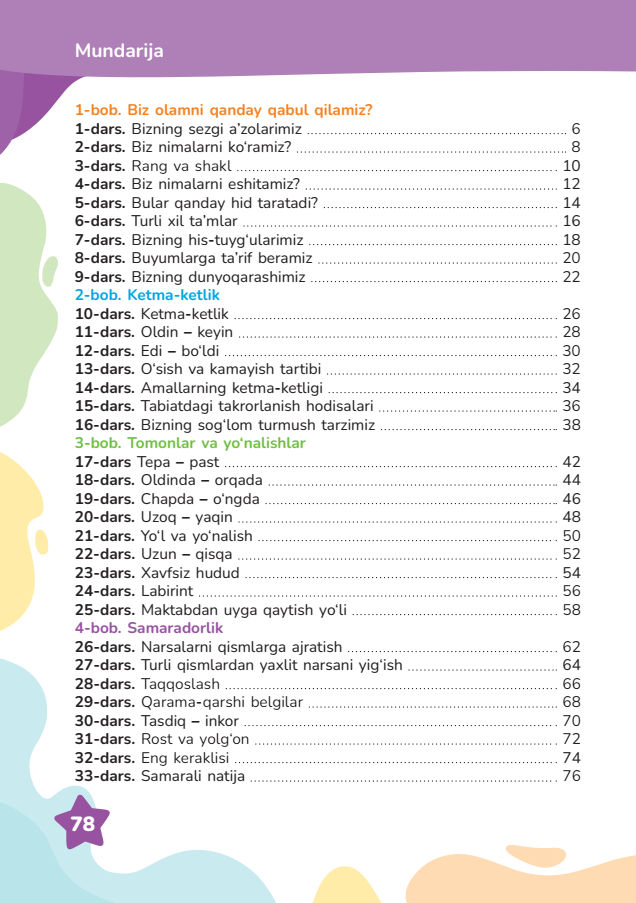 Mundarija
1-bob. Biz olamni qanday qabul qilamiz?
1-dars. Bizning sezgi a’zolarimiz ........ 6
2-dars. Biz nimalarni ko‘ramiz? ........ 8
3-dars. Rang va shakl ........ 10
4-dars. Biz nimalarni eshitamiz? ........ 12
5-dars. Bular qanday hid taratadi? ........ 14
6-dars. Turli xil ta’mlar ........ 16
7-dars. Bizning his-tuyg‘ularimiz ........ 18
8-dars. Buyumlarga ta’rif beramiz ........ 20
9-dars. Bizning dunyoqarashimiz ........ 22
2-bob. Ketma-ketlik
10-dars. Ketma-ketlik ........ 26
11-dars. Oldin – keyin ........ 28
12-dars. Edi – bo‘ldi ........ 30
13-dars. O‘sish va kamayish tartibi ........ 32
14-dars. Amallarning ketma-ketligi ........ 34
15-dars. Tabiatdagi takrorlanish hodisalari ........ 36
16-dars. Bizning sog‘lom turmush tarzimiz ........ 38
3-bob. Tomonlar va yo‘nalishlar
17-dars Tepa – past ........ 42
18-dars. Oldinda – orqada ........ 44
19-dars. Chapda – o‘ngda ........ 46
20-dars. Uzoq – yaqin ........ 48
21-dars. Yo‘l va yo‘nalish ........ 50
22-dars. Uzun – qisqa ........ 52
23-dars. Xavfsiz hudud ........ 54
24-dars. Labirint ........ 56
25-dars. Maktabdan uyga qaytish yo‘li ........ 58
4-bob. Samaradorlik
26-dars. Narsalarni qismlarga ajratish ........ 62
27-dars. Turli qismlardan yaxlit narsani yig‘ish ........ 64
28-dars. Taqqoslash ........ 66
29-dars. Qarama-qarshi belgilar ........ 68
30-dars. Tasdiq – inkor ........ 70
31-dars. Rost va yolg‘on ........ 72
32-dars. Eng keraklisi ........ 74
33-dars. Samarali natija ........ 76
78